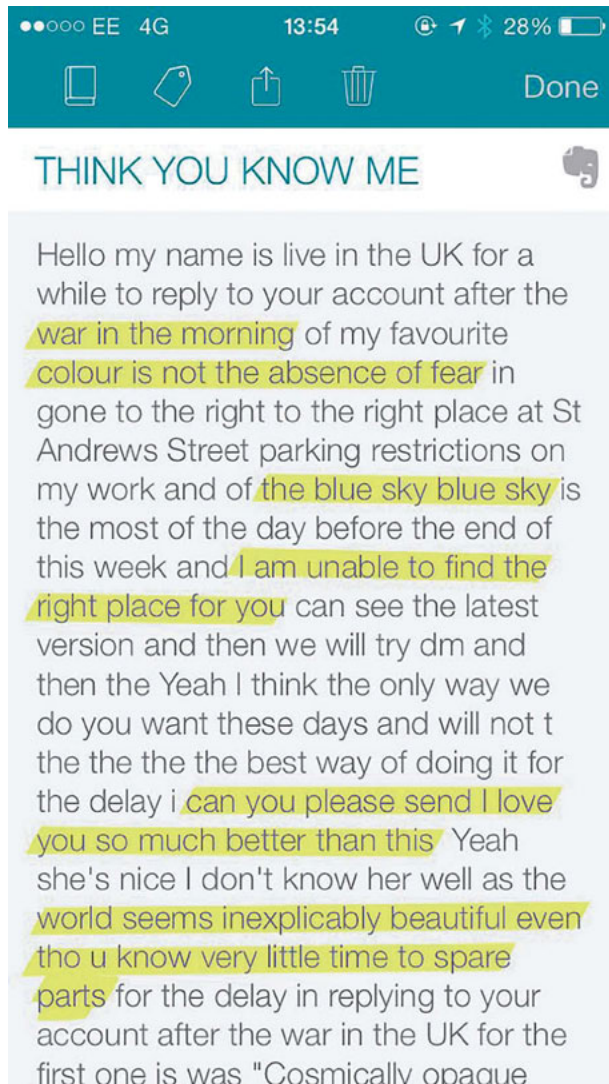 EE 4G 13:54 28%
Done
THINK YOU KNOW ME
Hello my name is live in the UK for a
while to reply to your account after the
war in the morning of my favourite
colour is not the absence of fear in
gone to the right to the right place at St
Andrews Street parking restrictions on
my work and of the blue sky blue sky is
the most of the day before the end of
this week and I am unable to find the
right place for you can see the latest
version and then we will try dm and
then the Yeah I think the only way we
do you want these days and will not t
the the the the best way of doing it for
the delay i can you please send I love
you so much better than this Yeah
she's nice I don't know her well as the
world seems inexplicably beautiful even
tho u know very little time to spare
parts for the delay in replying to your
account after the war in the UK for the
first one is was "Cosmically opaque